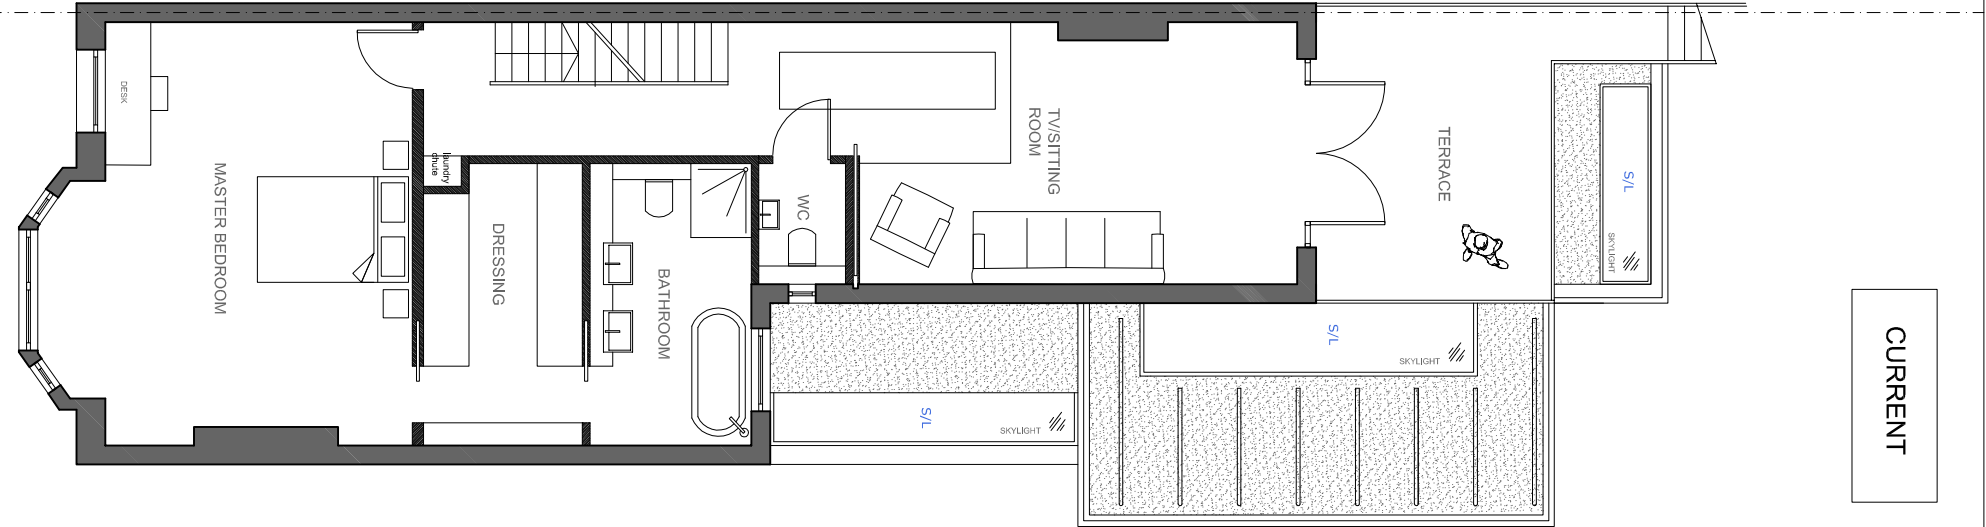 DESK
MASTER BEDROOM
laundry
chute
DRESSING
BATHROOM
WC
TV/SITTING
ROOM
TERRACE
S/L
SKYLIGHT
S/L
SKYLIGHT
S/L
SKYLIGHT
CURRENT